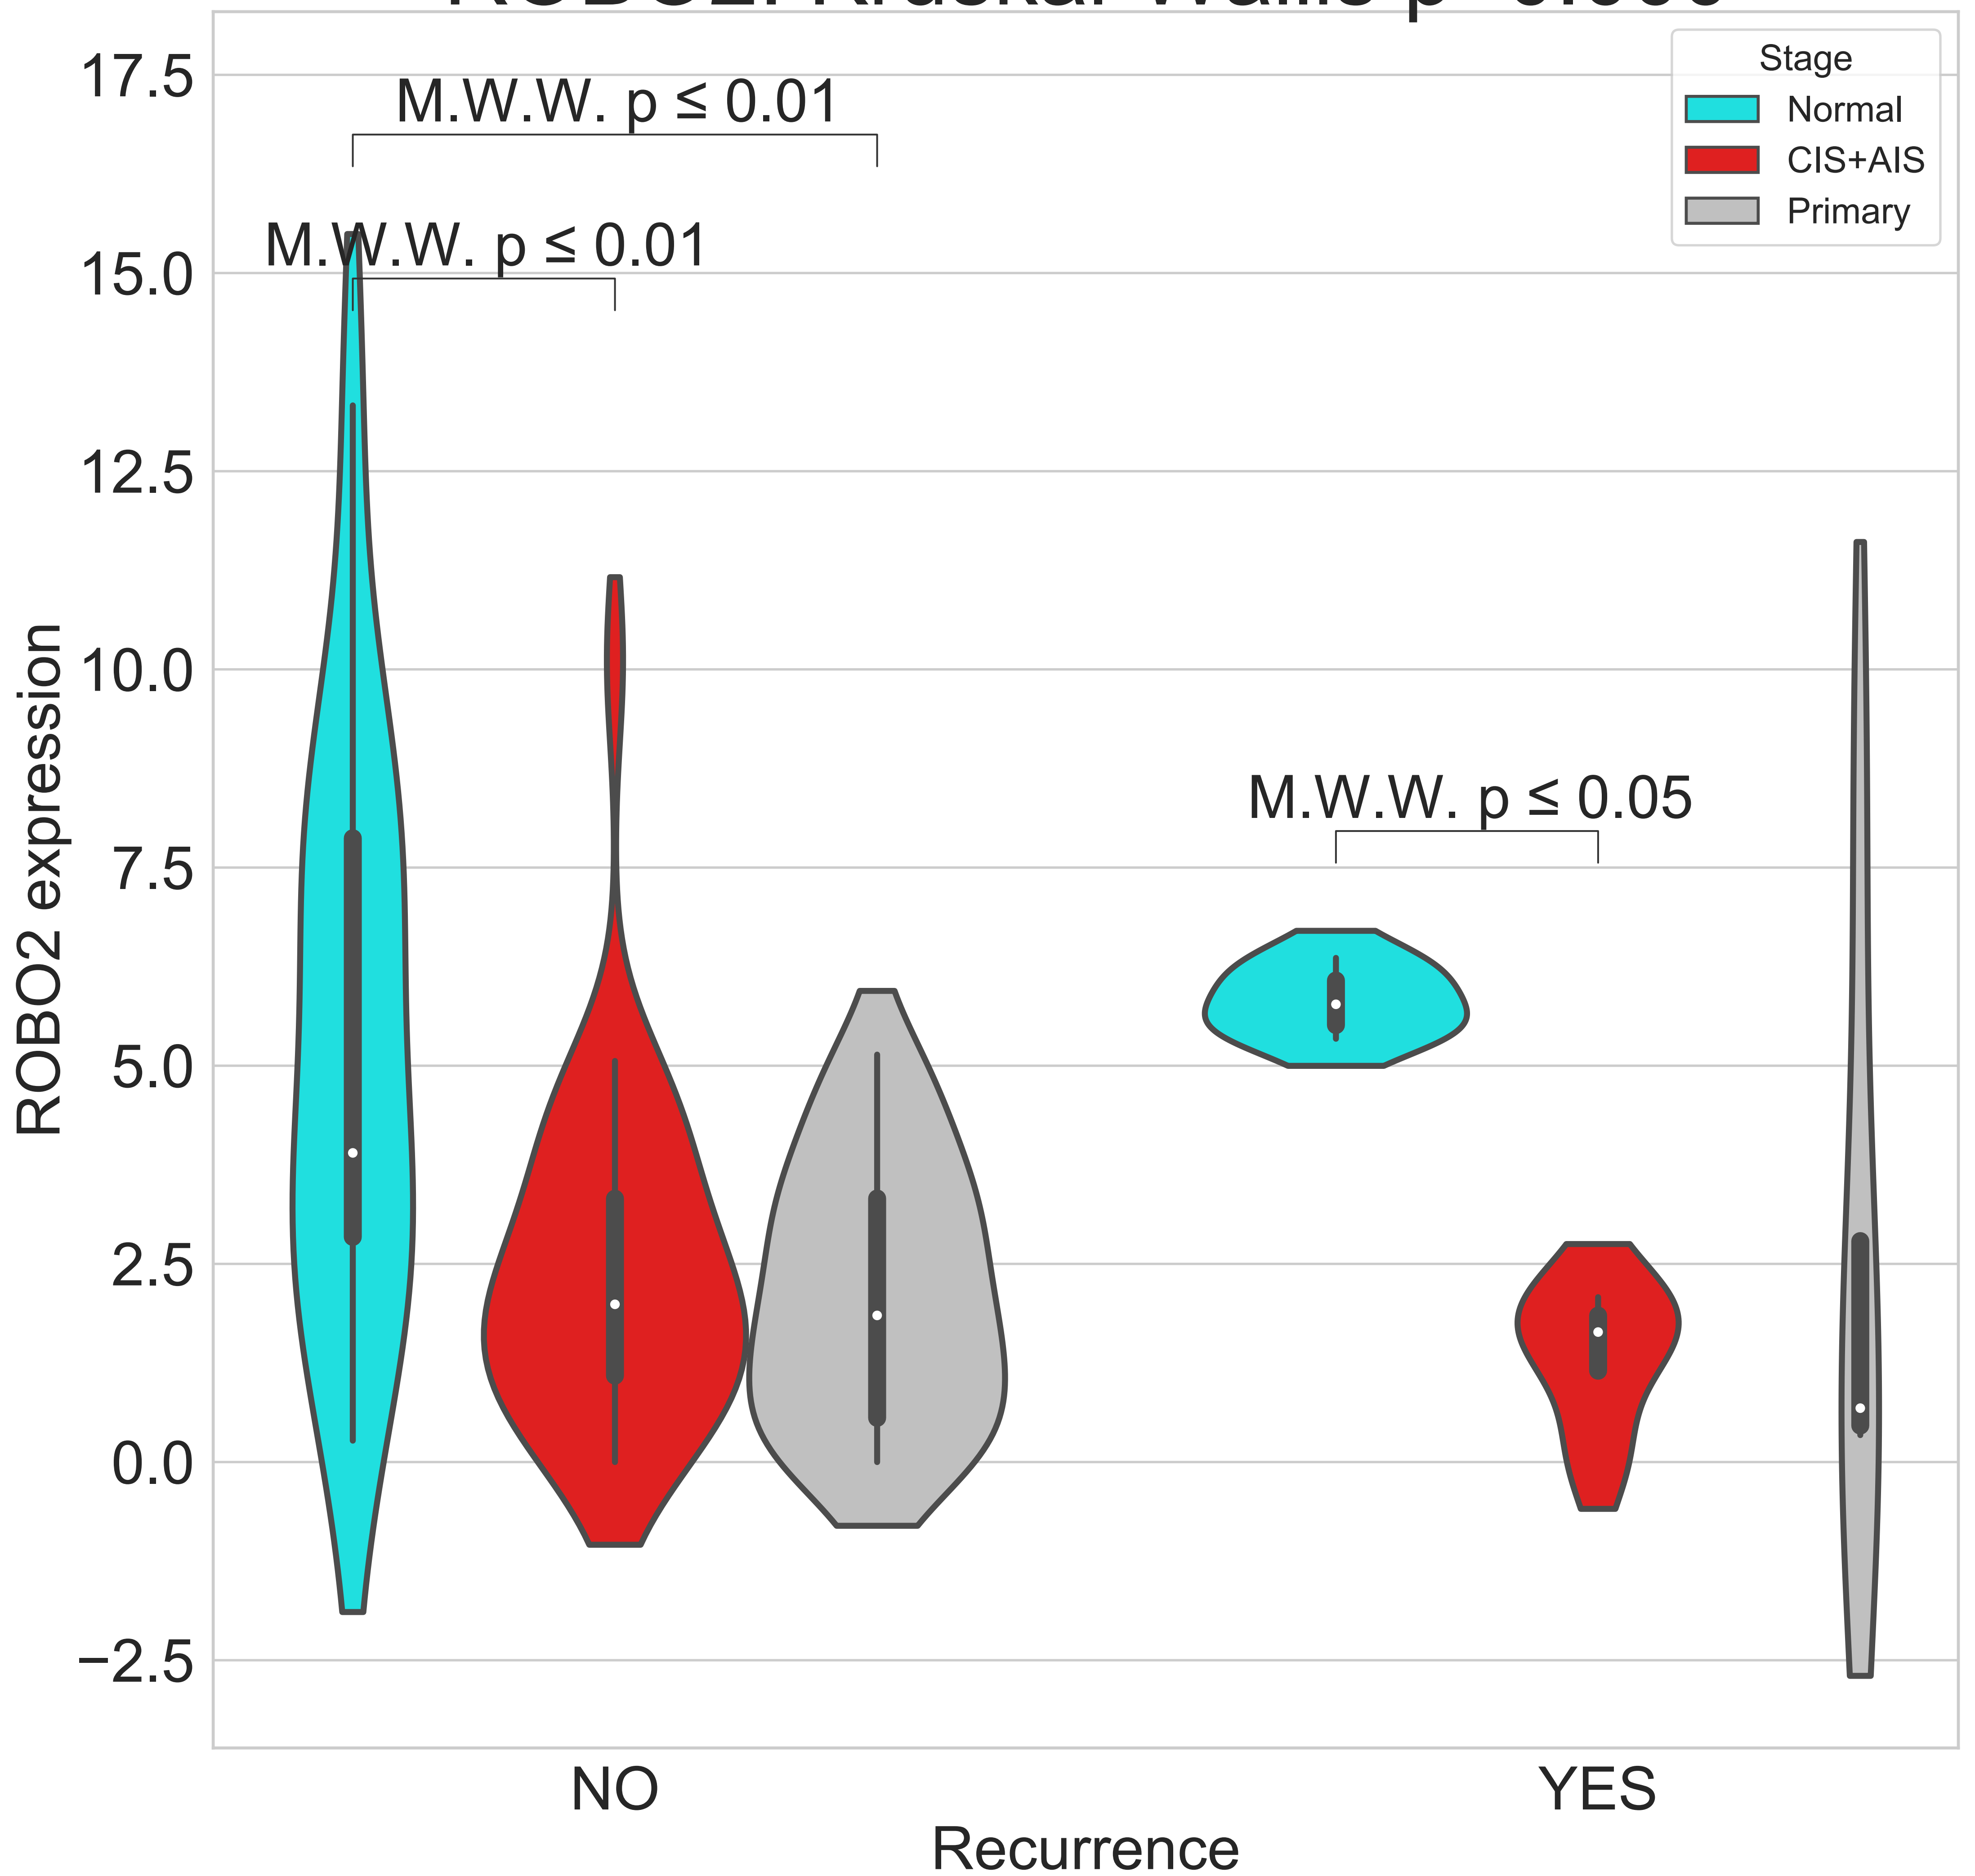 17.5
15.0
12.5
10.0
7.5
5.0
2.5
0.0
−2.5
ROBO2 expression
M.W.W. p ≤ 0.01
M.W.W. p ≤ 0.01
M.W.W. p ≤ 0.05
Stage
Normal
CIS+AIS
Primary
NO
YES
Recurrence